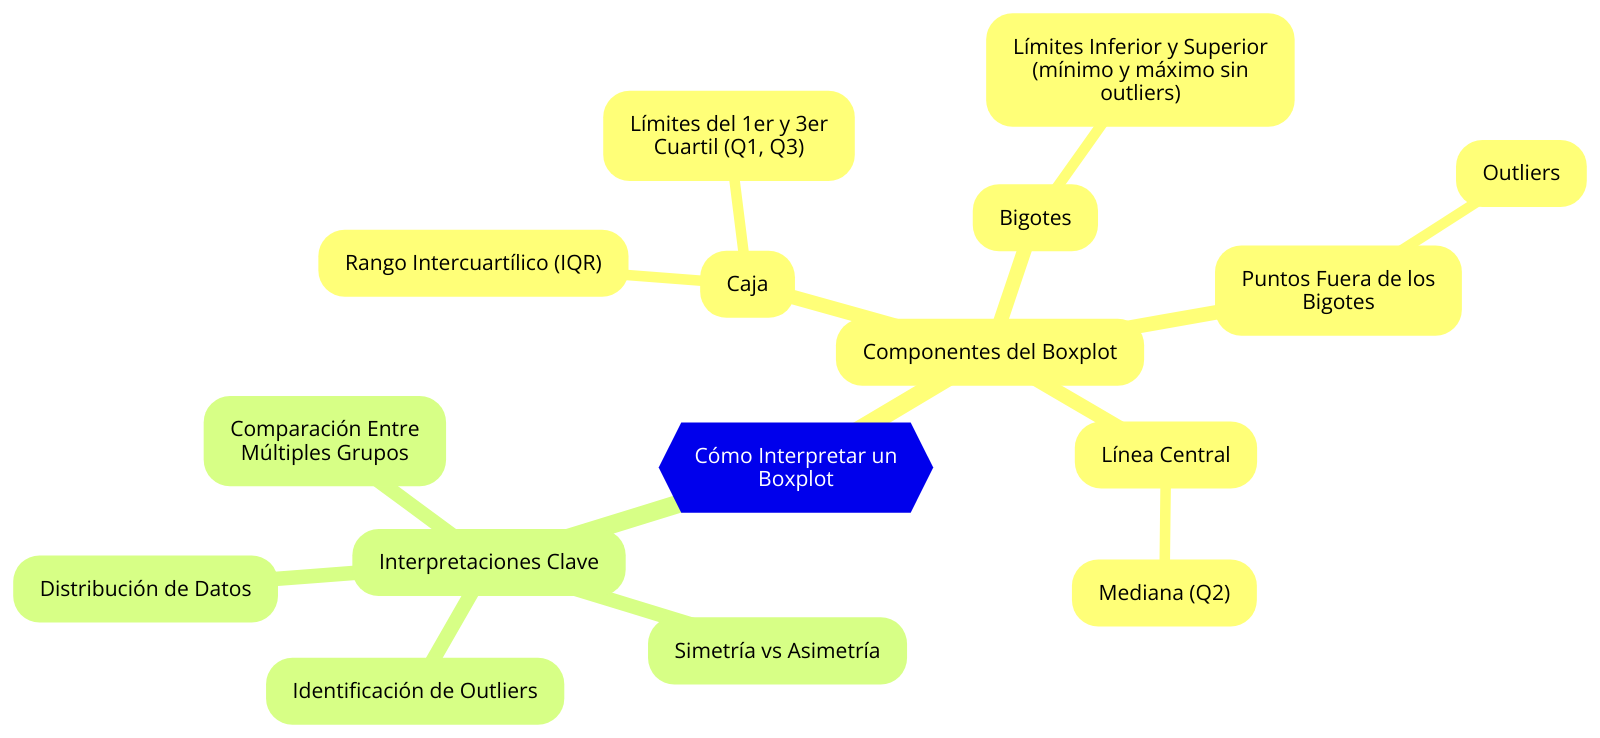 Límites Inferior y Superior
(mínimo y máximo sin
outliers)
Límites del 1er y 3er
Cuartil (Q1, Q3)
Outliers
Bigotes
Rango Intercuartílico (IQR)
Caja
Puntos Fuera de los
Bigotes
Componentes del Boxplot
Comparación Entre
Múltiples Grupos
Cómo Interpretar un
Boxplot
Línea Central
Interpretaciones Clave
Distribución de Datos
Mediana (Q2)
Simetría vs Asimetría
Identificación de Outliers